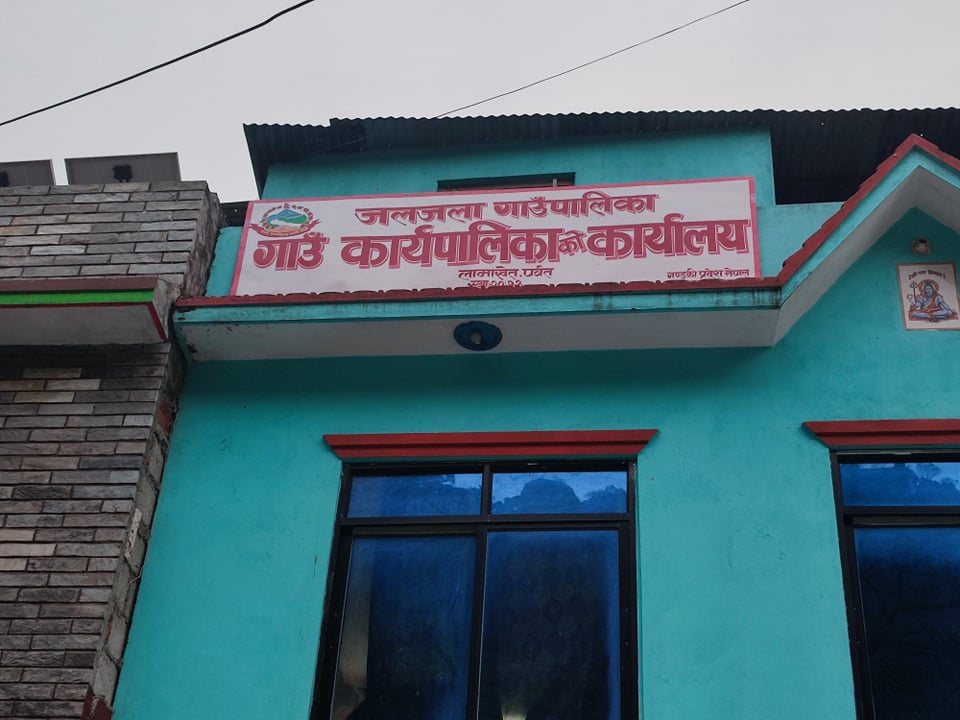 जलजला गाउँपालिका
गाउँ कार्यपालिकाको कार्यालय
लामाखेत, पर्वत
गण्डकी प्रदेश नेपाल